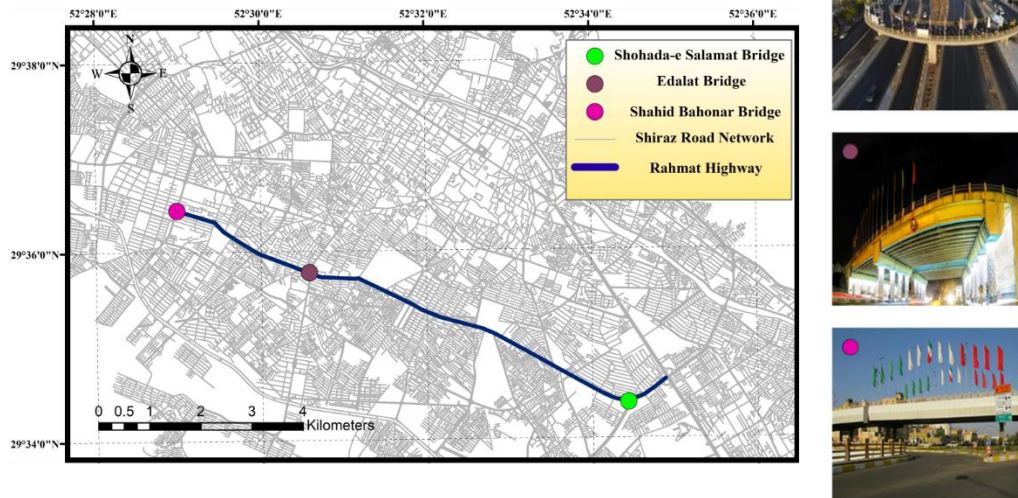 52°28'0"E
52°30'0"E
52°32'0"E
52°34'0"E
52°36'0"E
29°38'0"N
29°36'0"N
29°34'0"N
N
W
E
S
Shohada-e Salamat Bridge
Edalat Bridge
Shahid Bahonar Bridge
Shiraz Road Network
Rahmat Highway
0 0.5 1 2 3 4
Kilometers